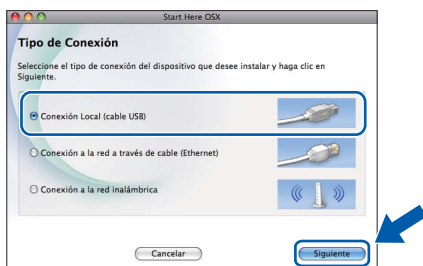 Start Here OSX
Tipo de Conexión
Seleccione el tipo de conexión del dispositivo que desee instalar y haga clic en
Siguiente.
Conexión Local (cable USB)
Conexión a la red a través de cable (Ethernet)
Conexión a la red inalámbrica
Cancelar
Siguiente